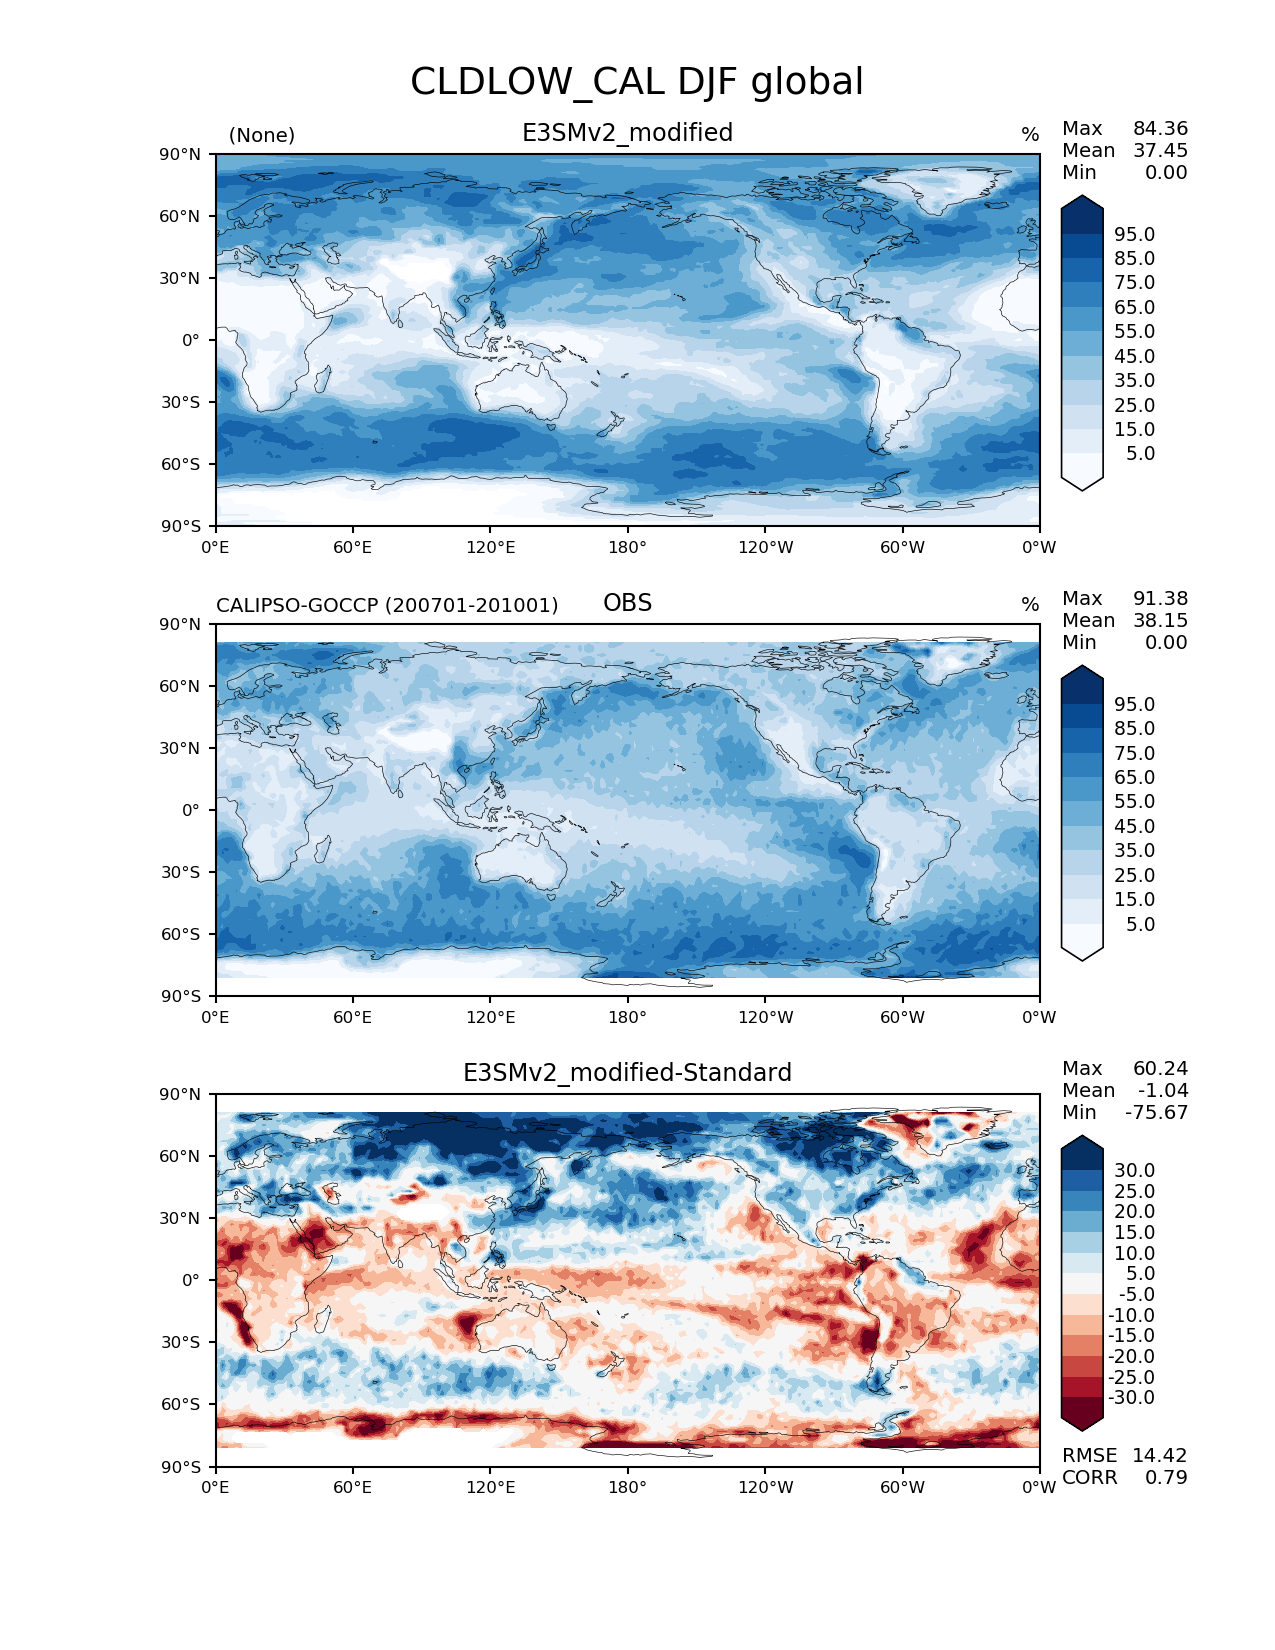 CLDLOW_CAL DJF global
(None) E3SMv2_modified %
Max 84.36
Mean 37.45
Min 0.00
90°N
60°N
30°N
0°
30°S
60°S
90°S
0°E 60°E 120°E 180° 120°W 60°W 0°W
95.0
85.0
75.0
65.0
55.0
45.0
35.0
25.0
15.0
5.0
CALIPSO-GOCCP (200701-201001) OBS %
Max 91.38
Mean 38.15
Min 0.00
90°N
60°N
30°N
0°
30°S
60°S
90°S
0°E 60°E 120°E 180° 120°W 60°W 0°W
95.0
85.0
75.0
65.0
55.0
45.0
35.0
25.0
15.0
5.0
E3SMv2_modified-Standard
Max 60.24
Mean -1.04
Min -75.67
90°N
60°N
30°N
0°
30°S
60°S
90°S
0°E 60°E 120°E 180° 120°W 60°W 0°W
30.0
25.0
20.0
15.0
10.0
5.0
-5.0
-10.0
-15.0
-20.0
-25.0
-30.0
RMSE 14.42
CORR 0.79